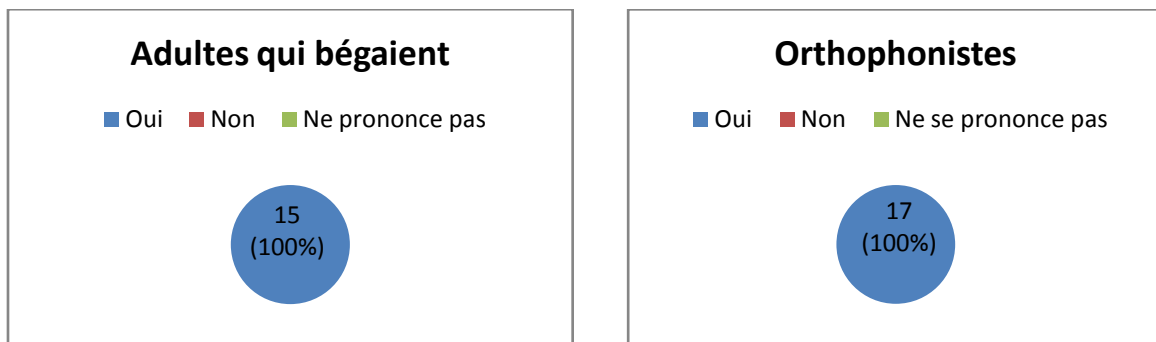 Adultes qui bégaient
Oui Non Ne prononce pas
15
(100%)
Orthophonistes
Oui Non Ne se prononce pas
17
(100%)